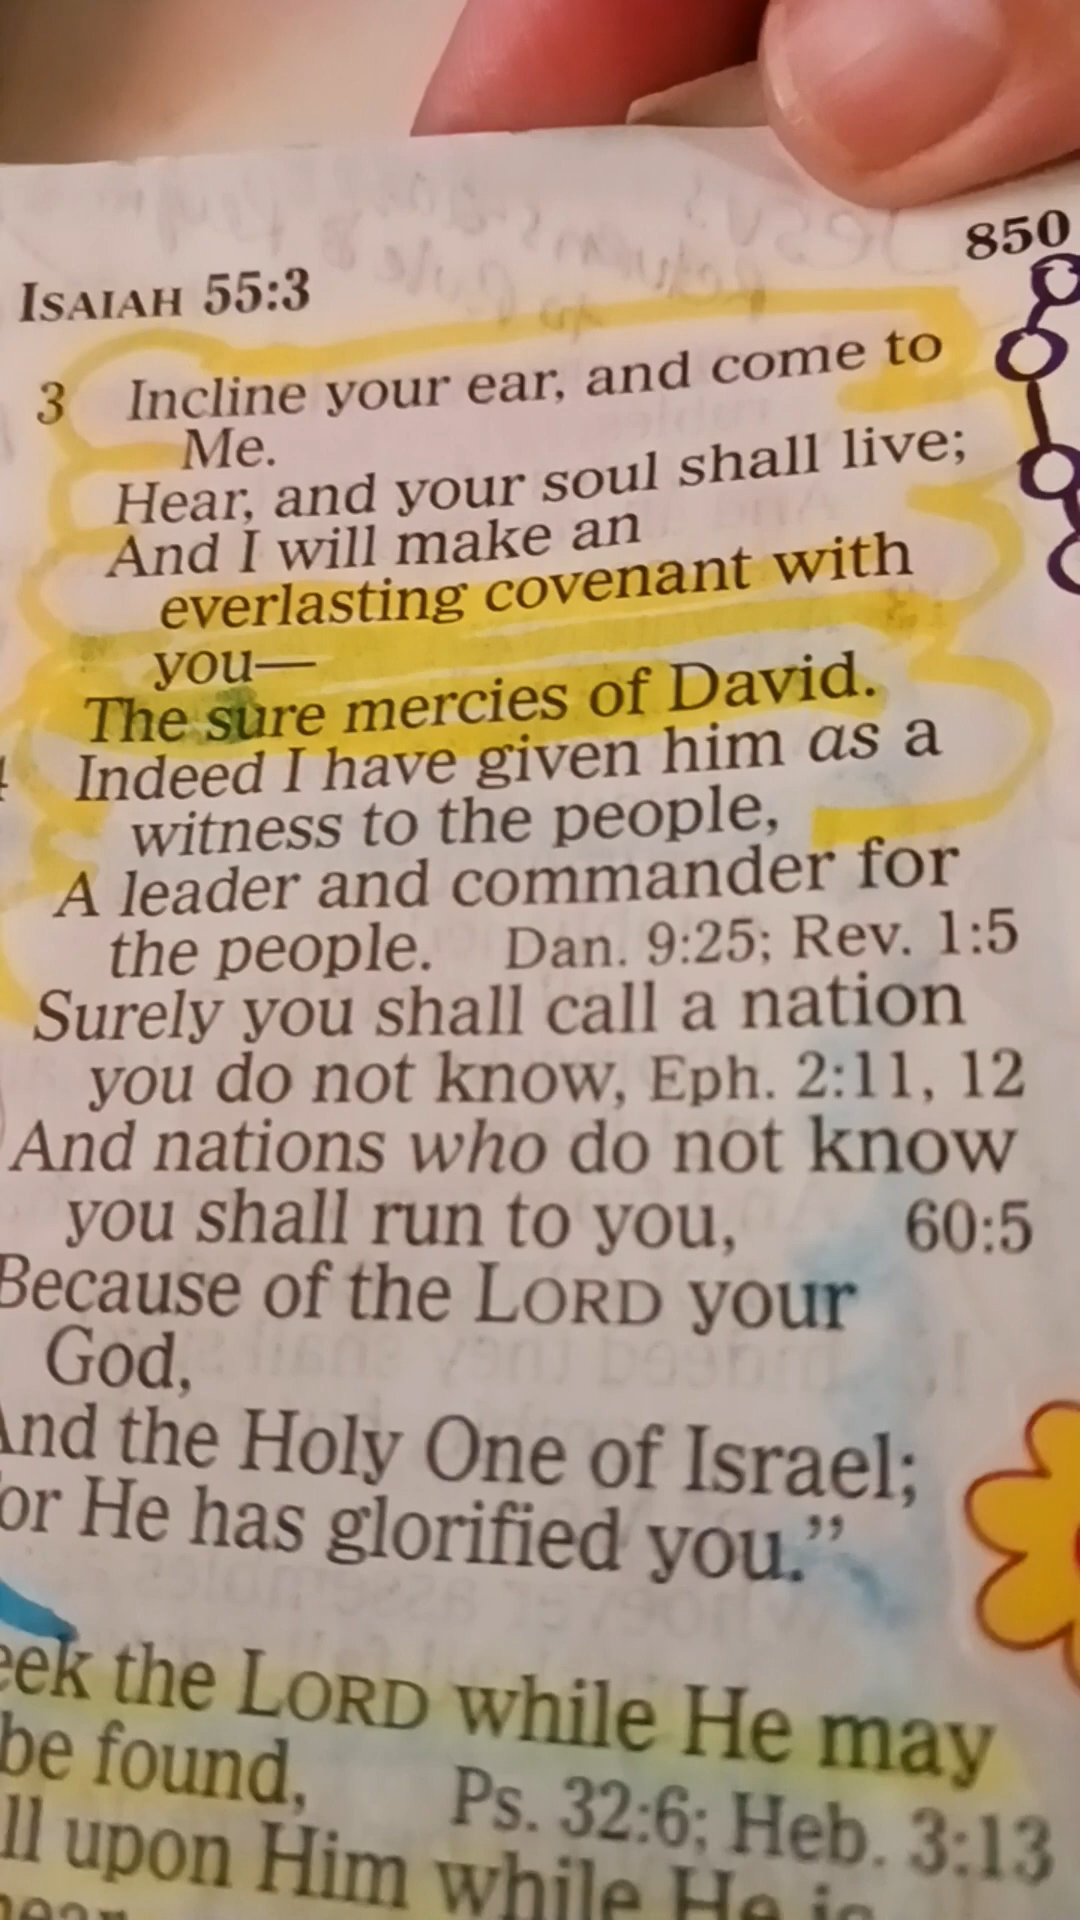 850
ISAIAH 55:3
3 Incline your ear, and come to
Me.
Hear, and your soul shall live;
And I will make an
everlasting covenant with
you—
The sure mercies of David.
4 Indeed I have given him as a
witness to the people,
A leader and commander for
the people. Dan. 9:25; Rev. 1:5
Surely you shall call a nation
you do not know, Eph. 2:11, 12
And nations who do not know
you shall run to you, 60:5
Because of the LORD your
God,
And the Holy One of Israel;
or He has glorified you.”
eek the LORD while He may
be found, Ps. 32:6; Heb. 3:13
ll upon Him while He is
near